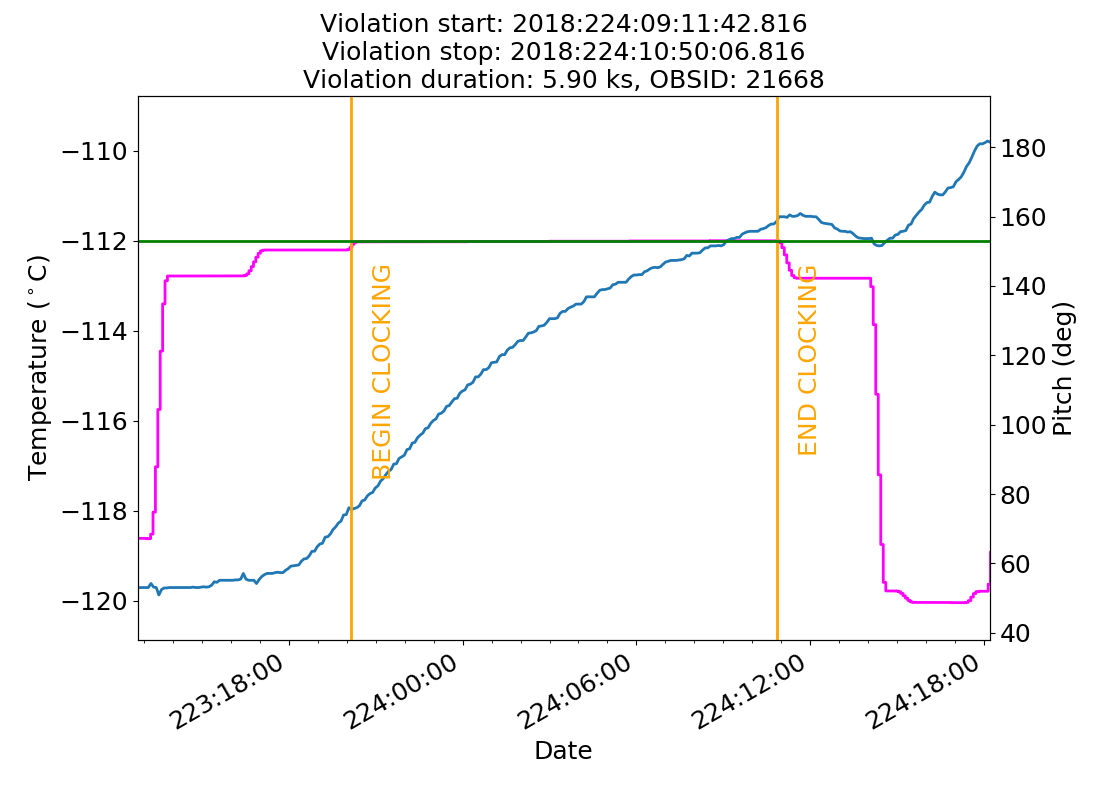 Violation start: 2018:224:09:11:42.816
Violation stop: 2018:224:10:50:06.816
Violation duration: 5.90 ks, OBSID: 21668
−110
−112
−114
−116
−118
−120
Temperature (°C)
BEGIN CLOCKING
END CLOCKING
180
160
140
120
100
80
60
40
Pitch (deg)
223:18:00
224:00:00
224:06:00
224:12:00
224:18:00
Date